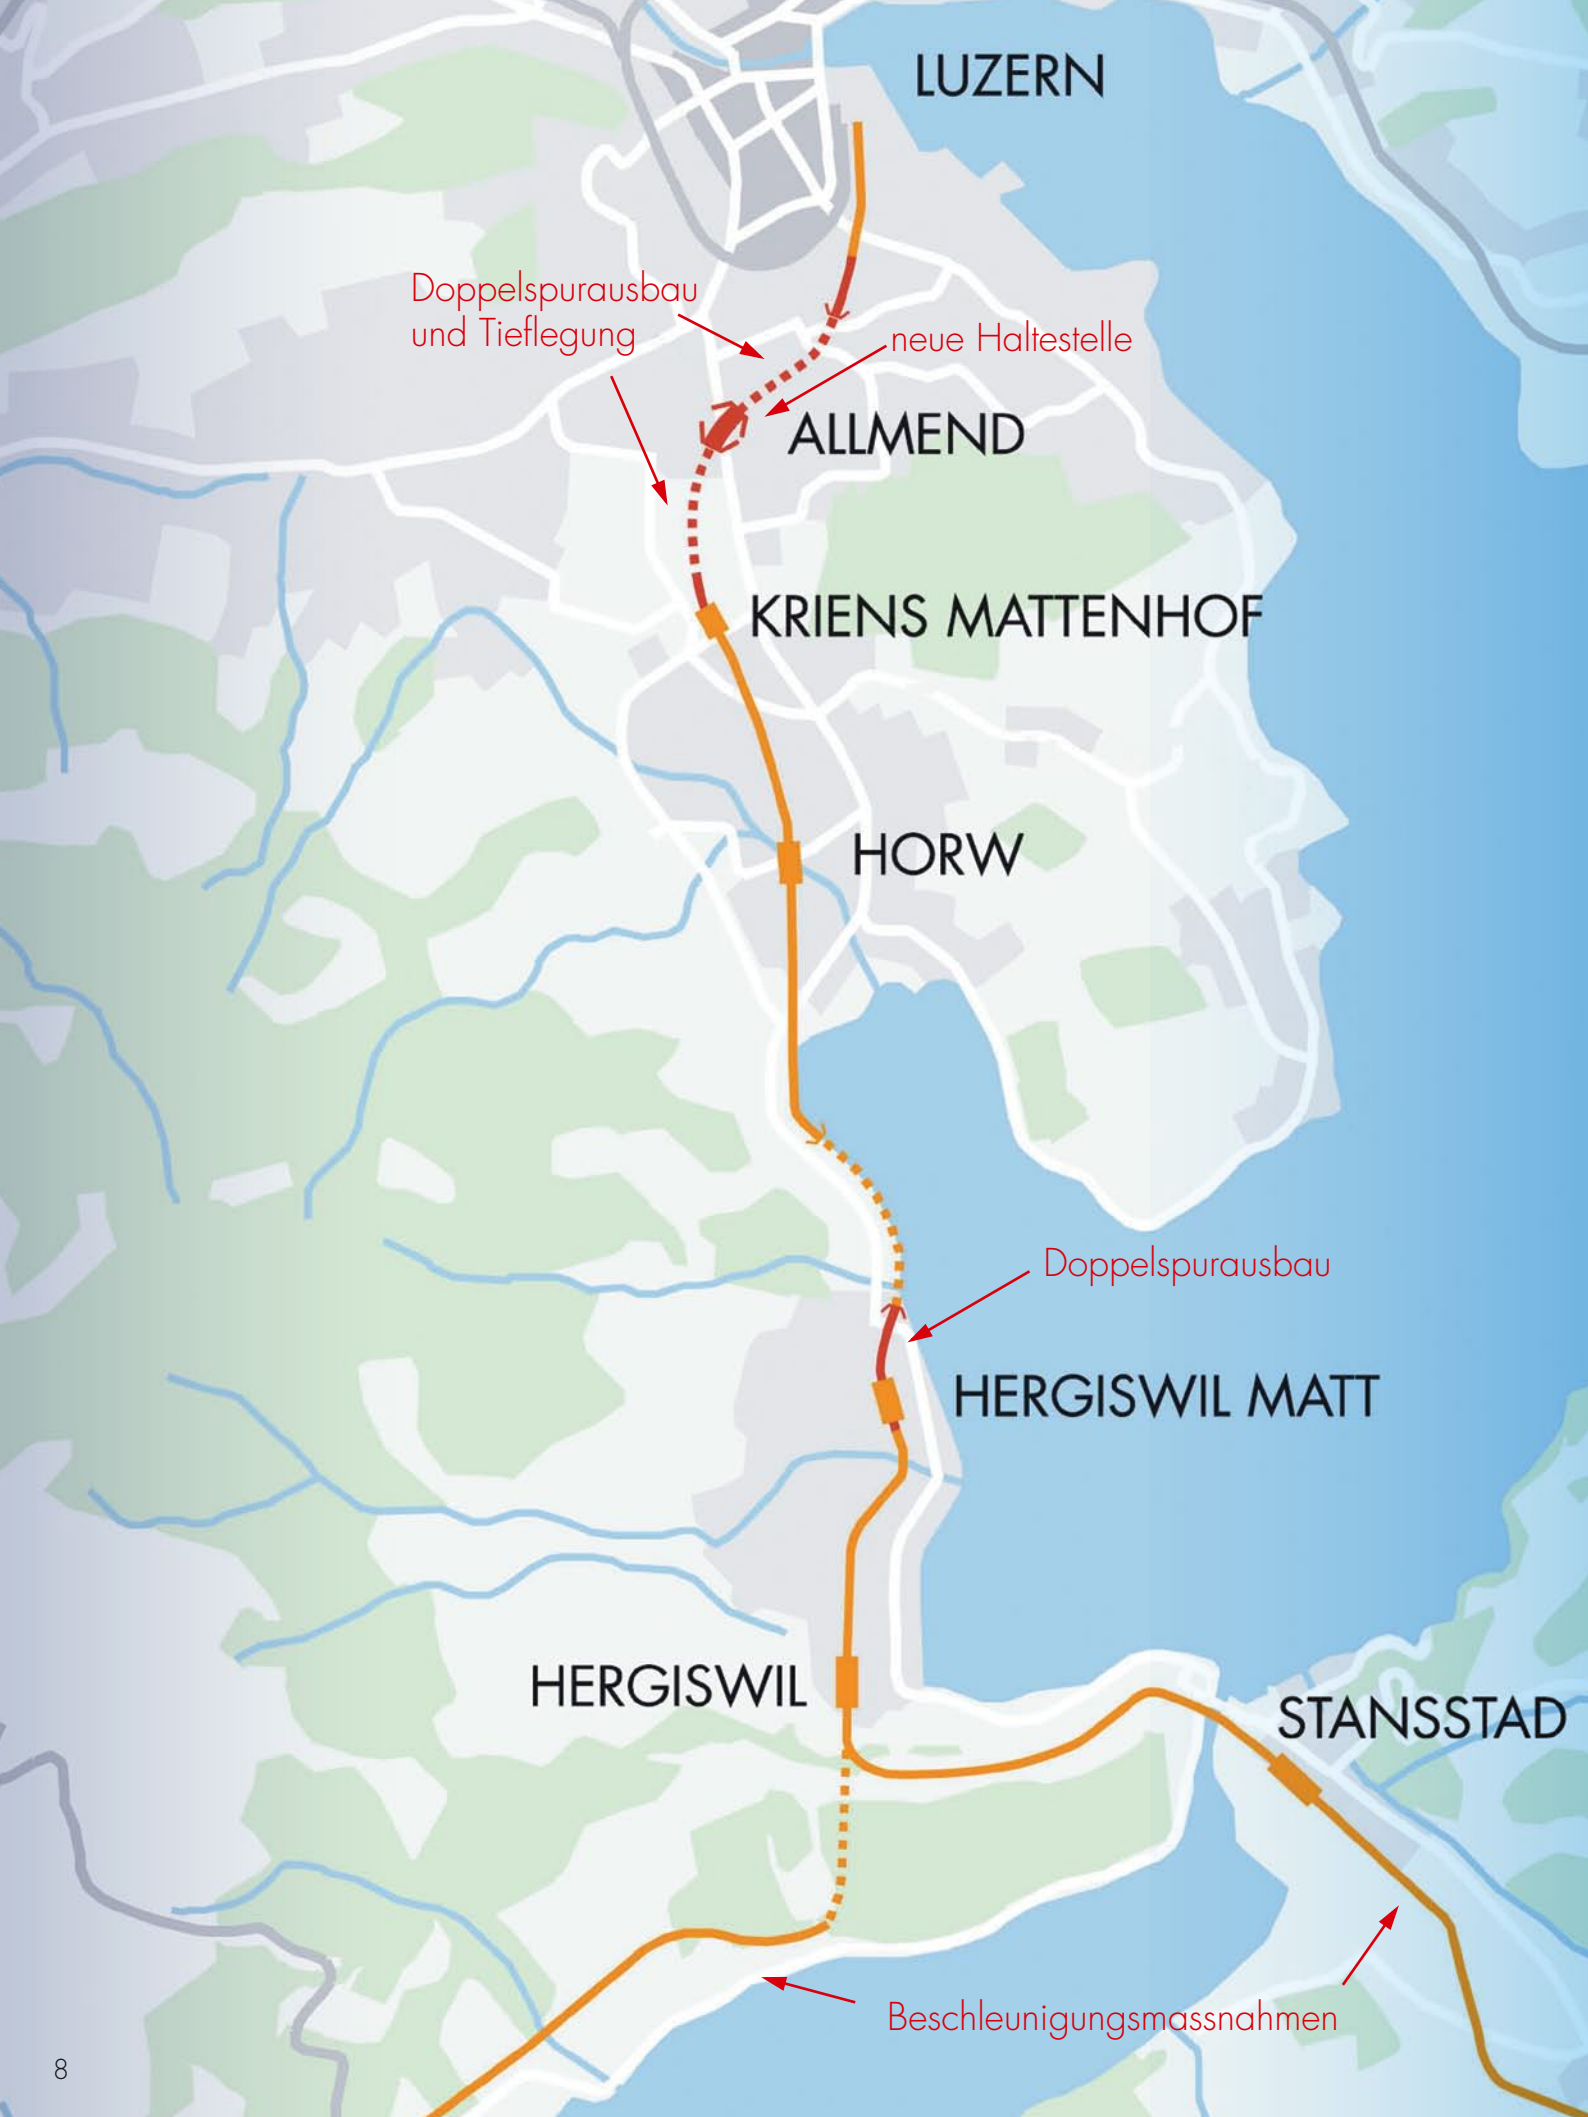 LUZERN
Doppelspurausbau
und Tieflegung
neue Haltestelle
ALLMEND
KRIENS MATTENHOF
HORW
Doppelspurausbau
HERGISWIL MATT
HERGISWIL
STANSSTAD
Beschleunigungsmassnahmen
8